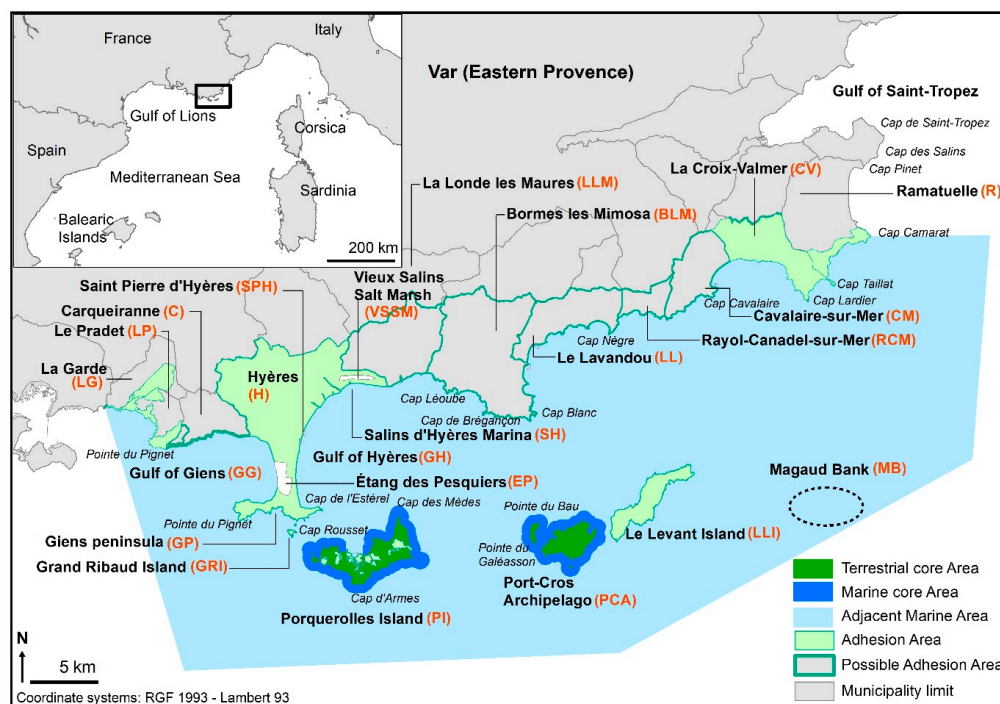 France
Italy
Gulf of Lions
Corsica
Spain
Mediterranean Sea
Sardinia
Balearic
Islands
200 km
Var (Eastern Provence)
Gulf of Saint-Tropez
Cap de Saint-Tropez
Cap des Salins
La Croix-Valmer (CV)
Cap Pinet
La Londe les Maures (LLM)
Ramatuelle (R)
Bormes les Mimosa (BLM)
Cap Camarat
Vieux Salins
Salt Marsh
(VSSM)
Saint Pierre d'Hyères (SPH)
Cap Taillat
Carqueiranne (C)
Cap Lardier
Cap Cavalaire
Le Pradet (LP)
Cavalaire-sur-Mer (CM)
Cap Négre
Rayol-Canadel-sur-Mer (RCM)
La Garde
(LG)
Le Lavandou (LL)
Hyères
(H)
Cap Léoube
Cap Blanc
Cap de Brégançon
Salins d'Hyères Marina (SH)
Pointe du Pignet
Gulf of Hyères (GH)
Gulf of Giens (GG)
Magaud Bank (MB)
Étang des Pesquiers (EP)
Cap de l'Estérel
Cap des Mèdes
Pointe du Bau
Pointe du Pignet
Cap Rousset
Le Levant Island (LLI)
Giens peninsula (GP)
Pointe du
Galéasson
Grand Ribaud Island (GRI)
Port-Cros
Archipelago (PCA)
Cap d'Armes
Porquerolles Island (PI)
Terrestrial core Area
Marine core Area
Adjacent Marine Area
Adhesion Area
Possible Adhesion Area
Municipality limit
N
5 km
Coordinate systems: RGF 1993 - Lambert 93